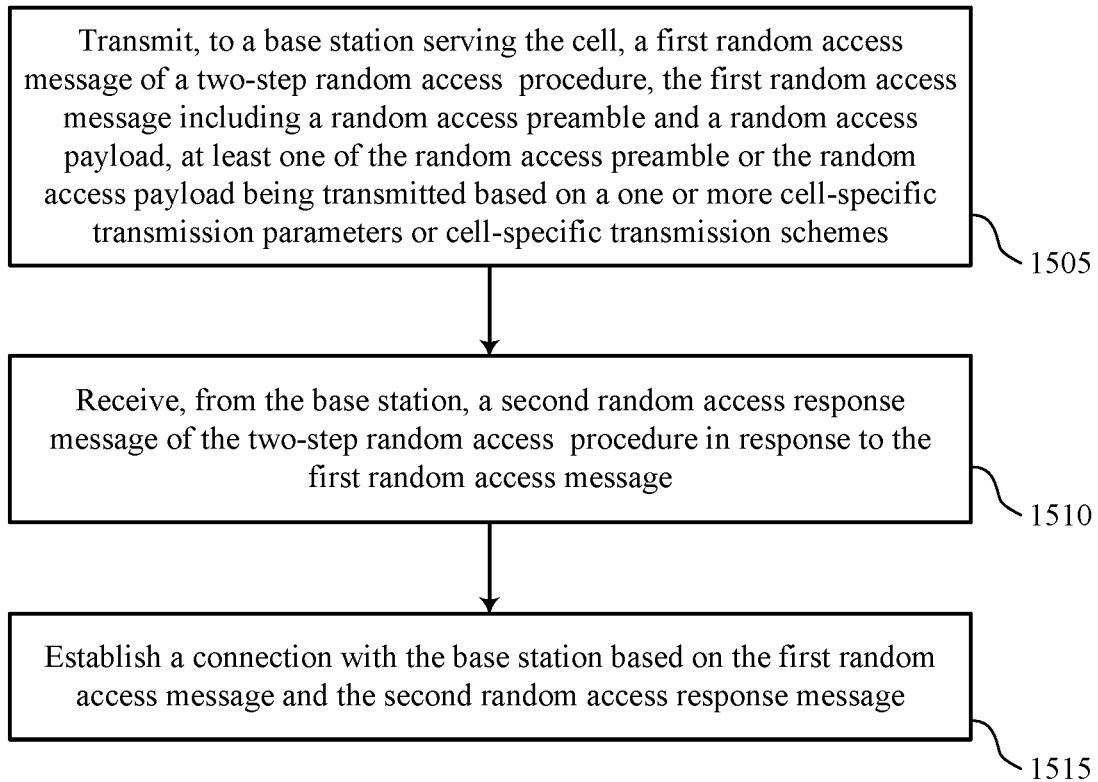 Transmit, to a base station serving the cell, a first random access
message of a two-step random access procedure, the first random access
message including a random access preamble and a random access
payload, at least one of the random access preamble or the random
access payload being transmitted based on a one or more cell-specific
transmission parameters or cell-specific transmission schemes
1505
Receive, from the base station, a second random access response
message of the two-step random access procedure in response to the
first random access message
1510
Establish a connection with the base station based on the first random
access message and the second random access response message
1515